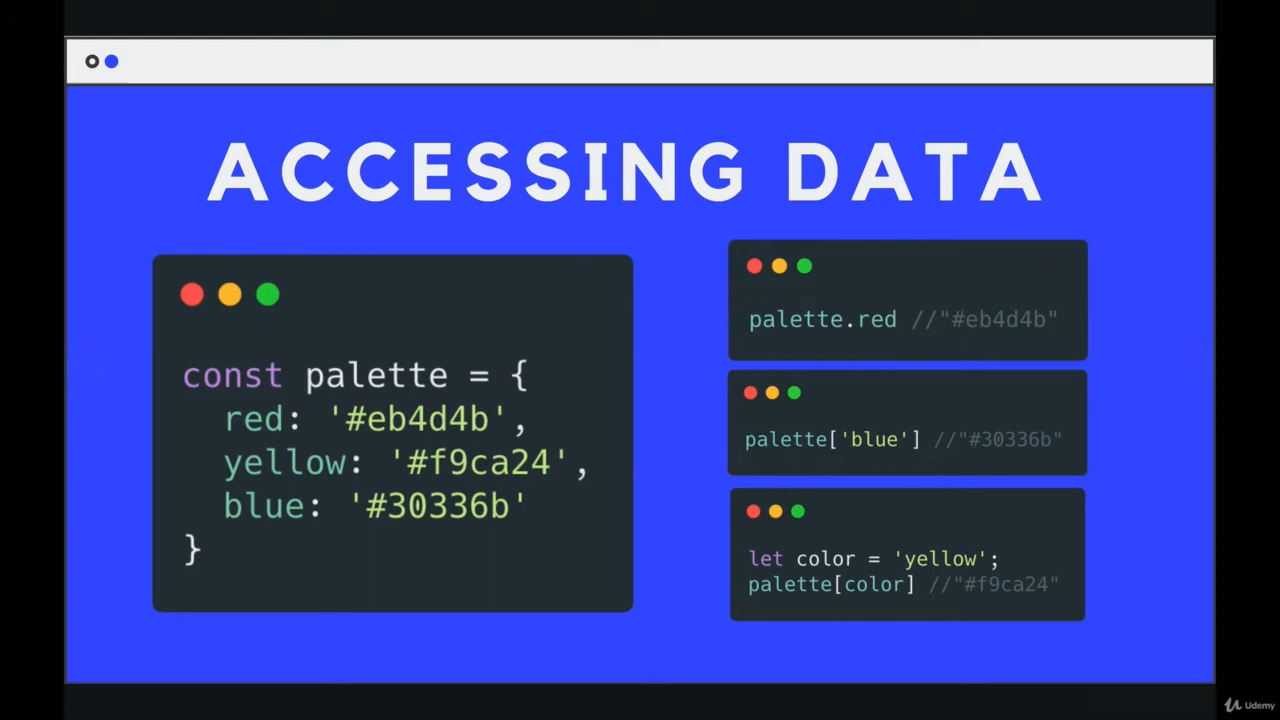 ACCESSING DATA
const palette = {
  red: '#eb4d4b',
  yellow: '#f9ca24',
  blue: '#30336b'
}
palette.red //"#eb4d4b"
palette['blue'] //"#30336b"
let color = 'yellow';
palette[color] //"#f9ca24"
Udemy